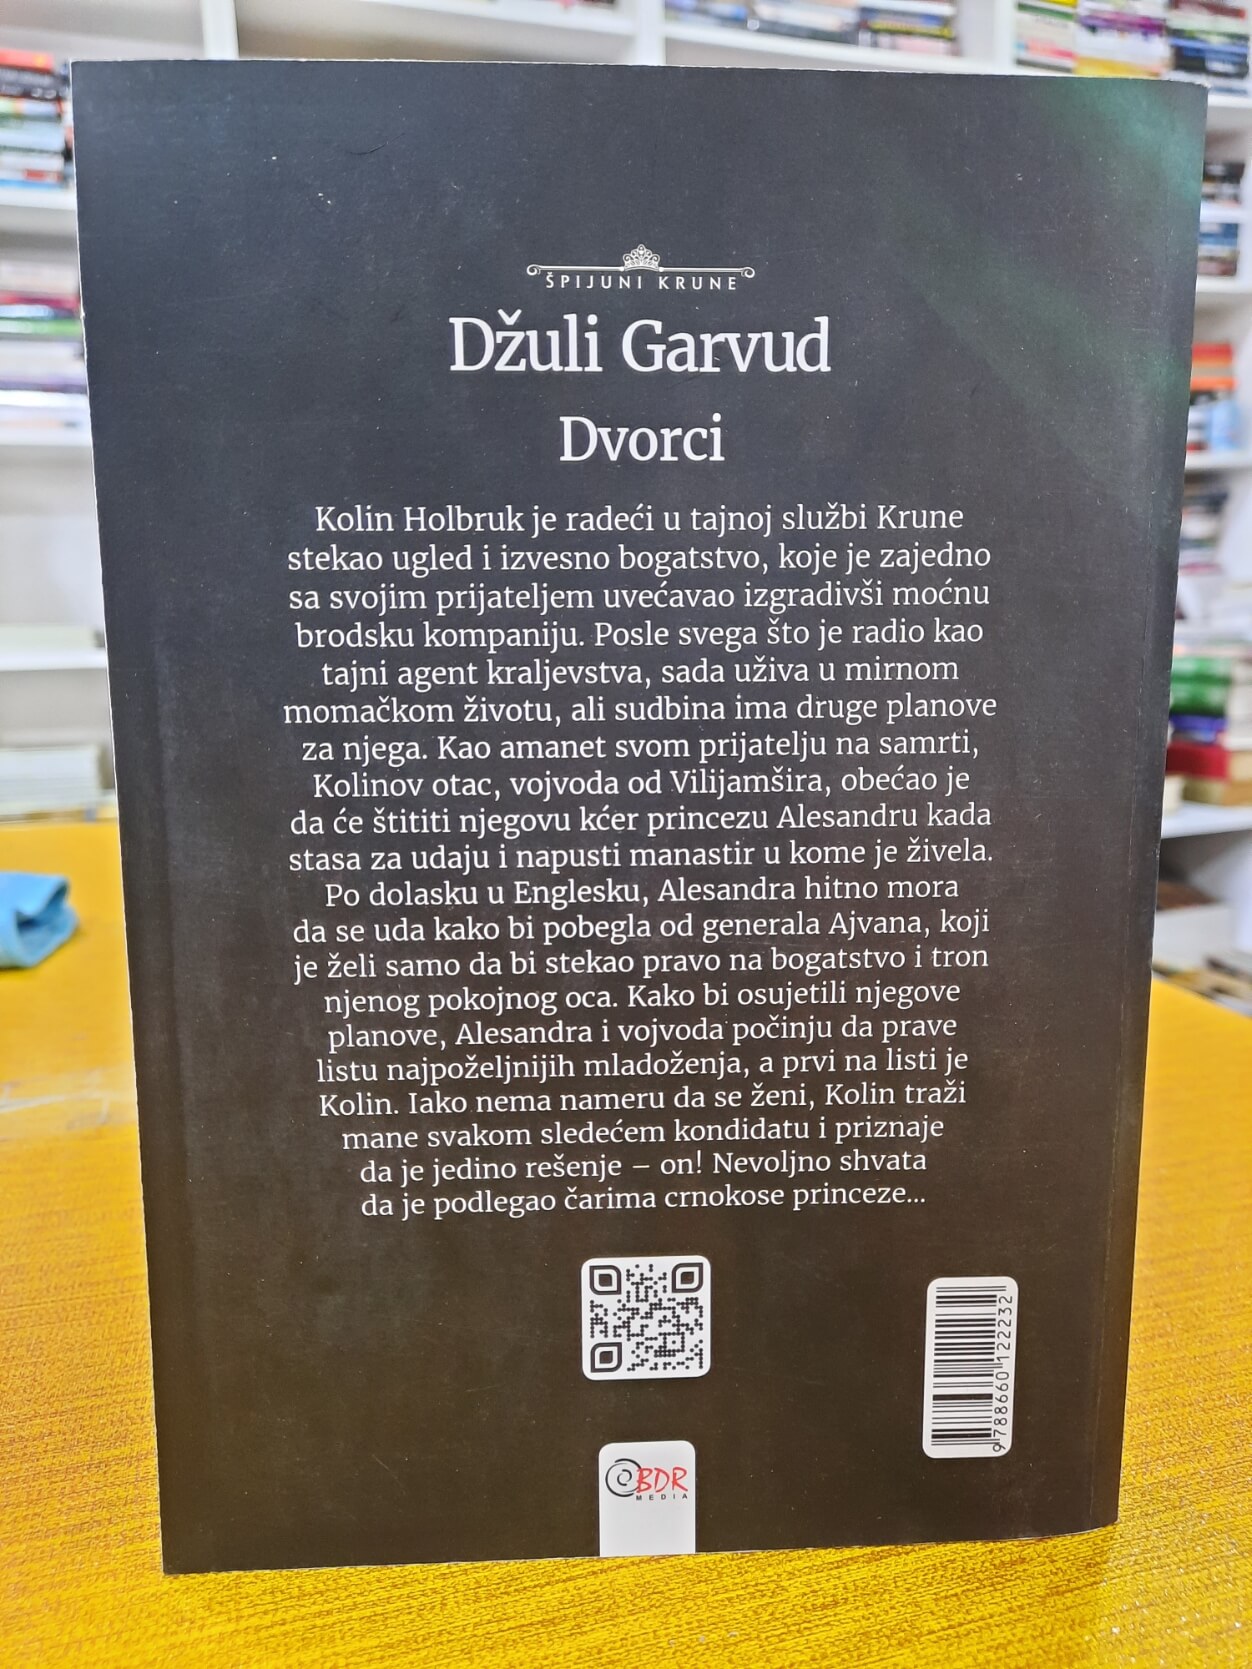 ŠPIJUNI KRUNE
Džuli Garvud
Dvorci
Kolin Holbruk je radeći u tajnoj službi Krune
stekao ugled i izvesno bogatstvo, koje je zajedno
sa svojim prijateljem uvećavao izgradivši moćnu
brodsku kompaniju. Posle svega što je radio kao
tajni agent kraljevstva, sada uživa u mirnom
momačkom životu, ali sudbina ima druge planove
za njega. Kao amanet svom prijatelju na samrti,
Kolinov otac, vojvoda od Vilijamšira, obećao je
da će štititi njegovu kćer princezu Alesandru kada
stasa za udaju i napusti manastir u kome je živela.
Po dolasku u Englesku, Alesandra hitno mora
da se uda kako bi pobegla od generala Ajvana, koji
je želi samo da bi stekao pravo na bogatstvo i tron
njenog pokojnog oca. Kako bi osujetili njegove
planove, Alesandra i vojvoda počinju da prave
listu najpoželjnijih mladoženja, a prvi na listi je
Kolin. Iako nema nameru da se ženi, Kolin traži
mane svakom sledećem kondidatu i priznaje
da je jedino rešenje – on! Nevoljno shvata
da je podlegao čarima crnokose princeze...
9788660122232
BDR
MEDIA